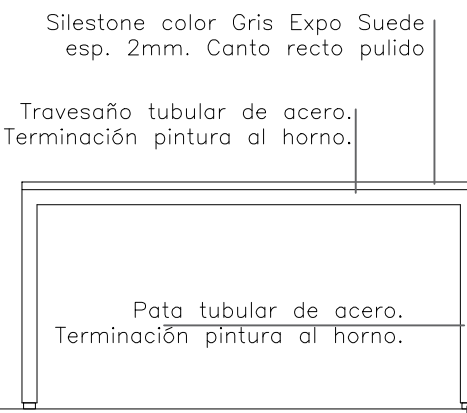 Silestone color Gris Expo Suede
esp. 2mm. Canto recto pulido
Travesaño tubular de acero.
Terminación pintura al horno.
Pata tubular de acero.
Terminación pintura al horno.